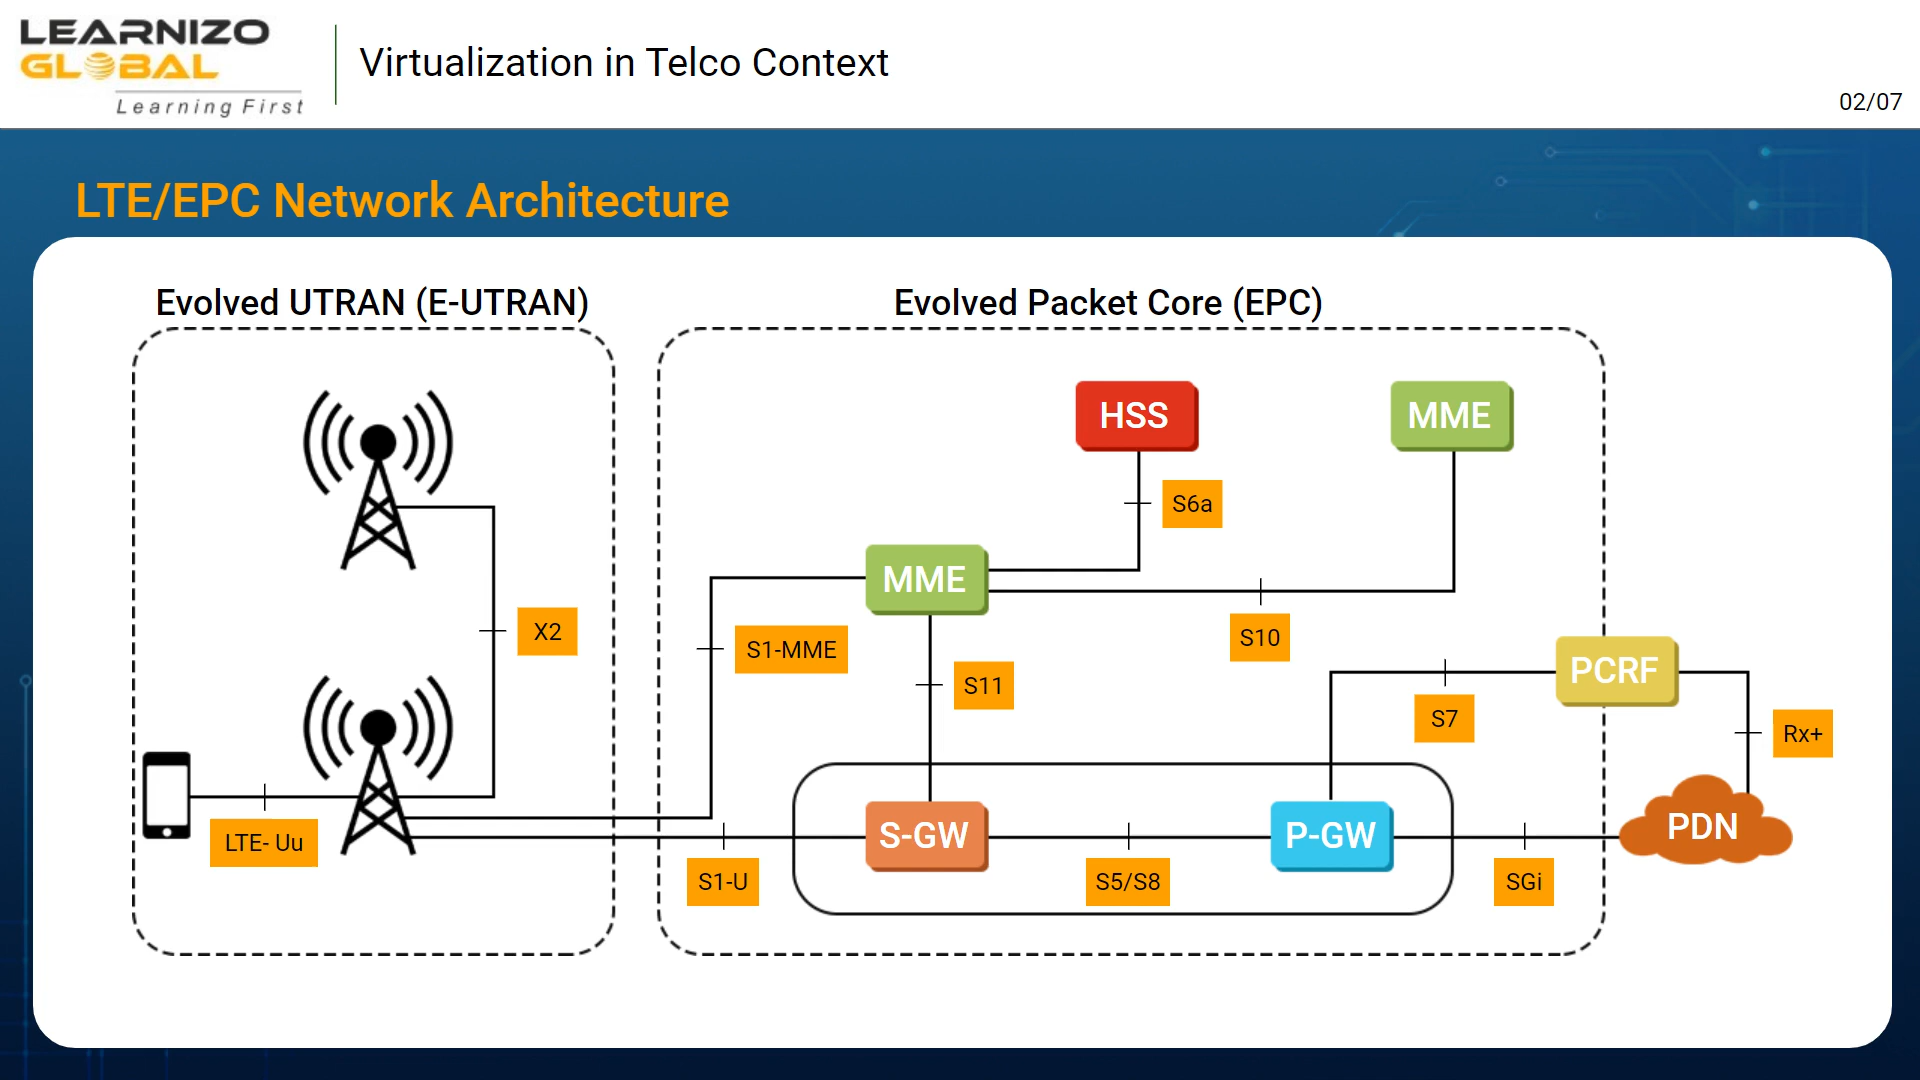 LEARNIZO
GLOBAL
Learning First
Virtualization in Telco Context
02/07
LTE/EPC Network Architecture
Evolved UTRAN (E-UTRAN)
Evolved Packet Core (EPC)
HSS
MME
S6a
MME
X2
S1-MME
S10
S11
PCRF
S7
Rx+
LTE- Uu
S-GW
P-GW
PDN
S1-U
S5/S8
SGi